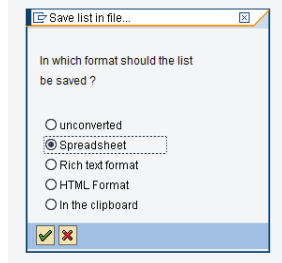 Save list in file...
In which format should the list
be saved ?
unconverted
Spreadsheet
Rich text format
HTML Format
In the clipboard